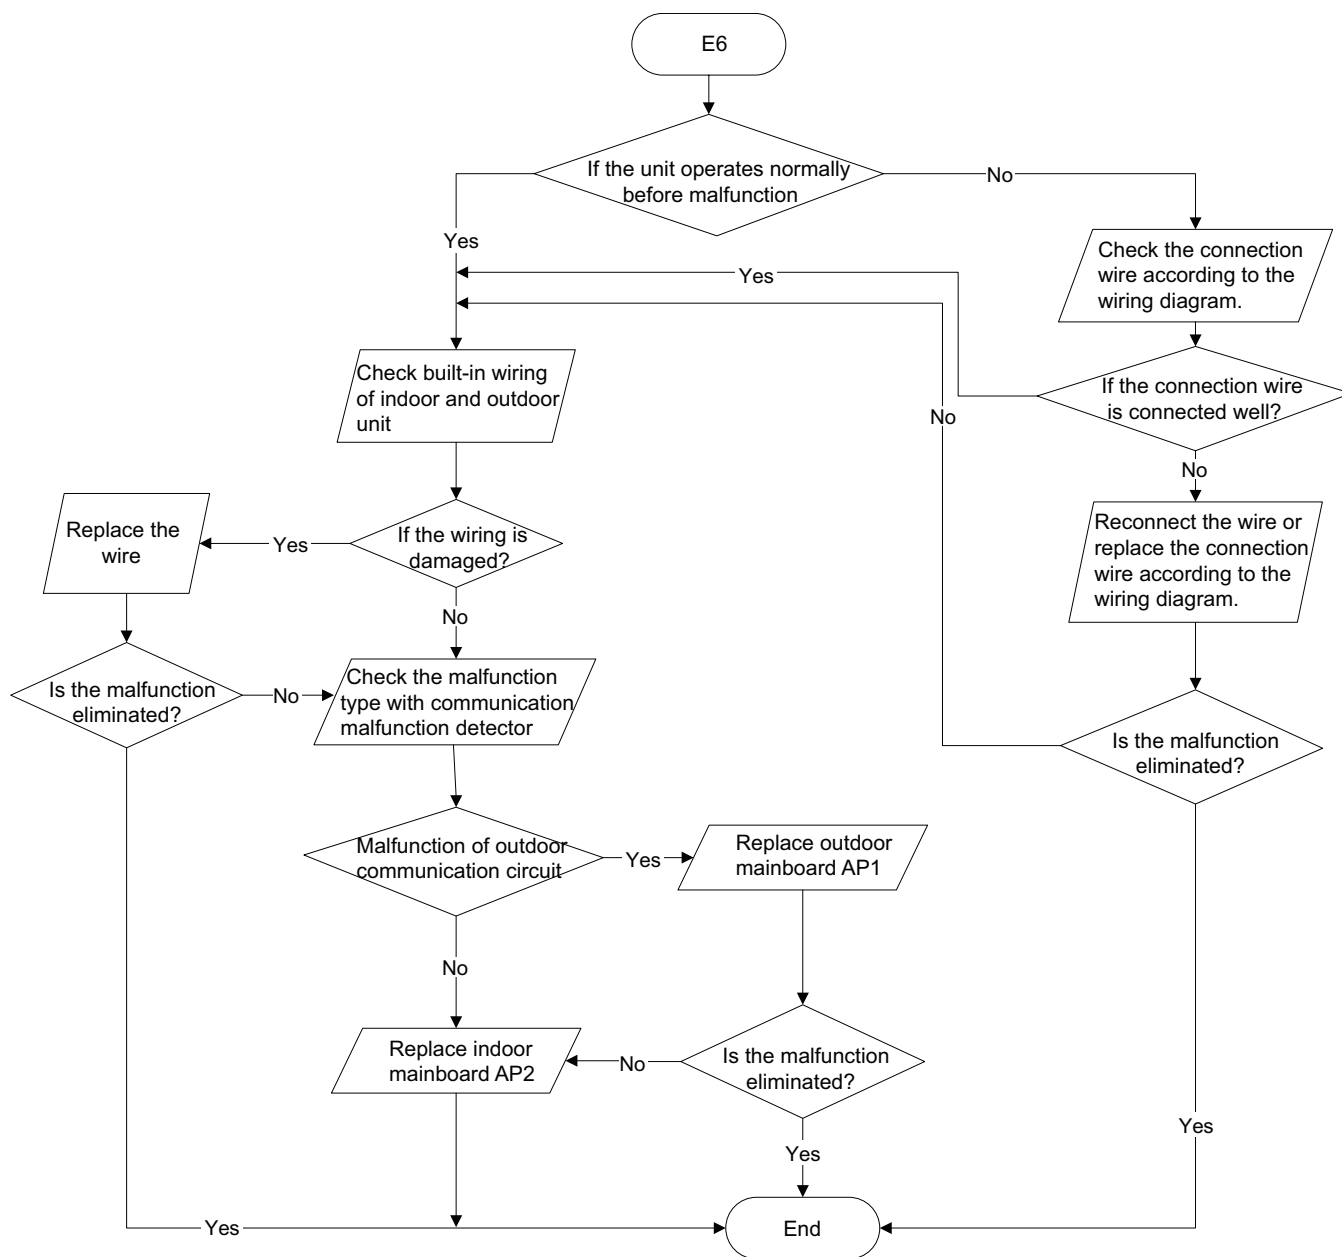 E6
If the unit operates normally
before malfunction
No
Yes
Check the connection
wire according to the
wiring diagram.
Yes
Check built-in wiring
of indoor and outdoor
unit
If the connection wire
is connected well?
No
No
Replace the
wire
Yes
If the wiring is
damaged?
Reconnect the wire or
replace the connection
wire according to the
wiring diagram.
No
Is the malfunction
eliminated?
No
Check the malfunction
type with communication
malfunction detector
Is the malfunction
eliminated?
Malfunction of outdoor
communication circuit
Yes
Replace outdoor
mainboard AP1
No
Replace indoor
mainboard AP2
No
Is the malfunction
eliminated?
Yes
Yes
Yes
End